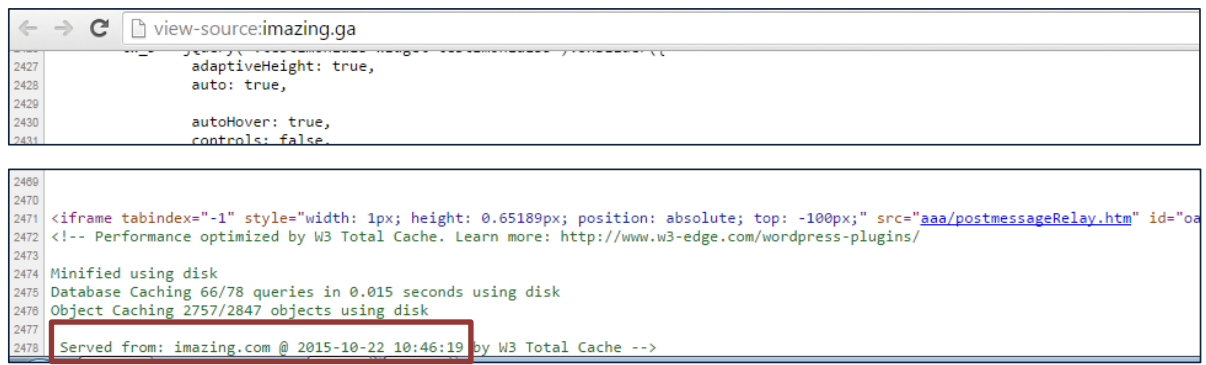 view-source:imazing.ga
2427 adaptiveHeight: true,
2428 auto: true,
2429
2430 autoHover: true,
2431 controls: false,
2469
2470
2471 <iframe tabindex="-1" style="width: 1px; height: 0.65189px; position: absolute; top: -100px;" src="aaa/postmessageRelay.htm" id="oa
2472 <!-- Performance optimized by W3 Total Cache. Learn more: http://www.w3-edge.com/wordpress-plugins/
2473
2474 Minified using disk
2475 Database Caching 66/78 queries in 0.015 seconds using disk
2476 Object Caching 2757/2847 objects using disk
2477
2478 Served from: imazing.com @ 2015-10-22 10:46:19 by W3 Total Cache -->